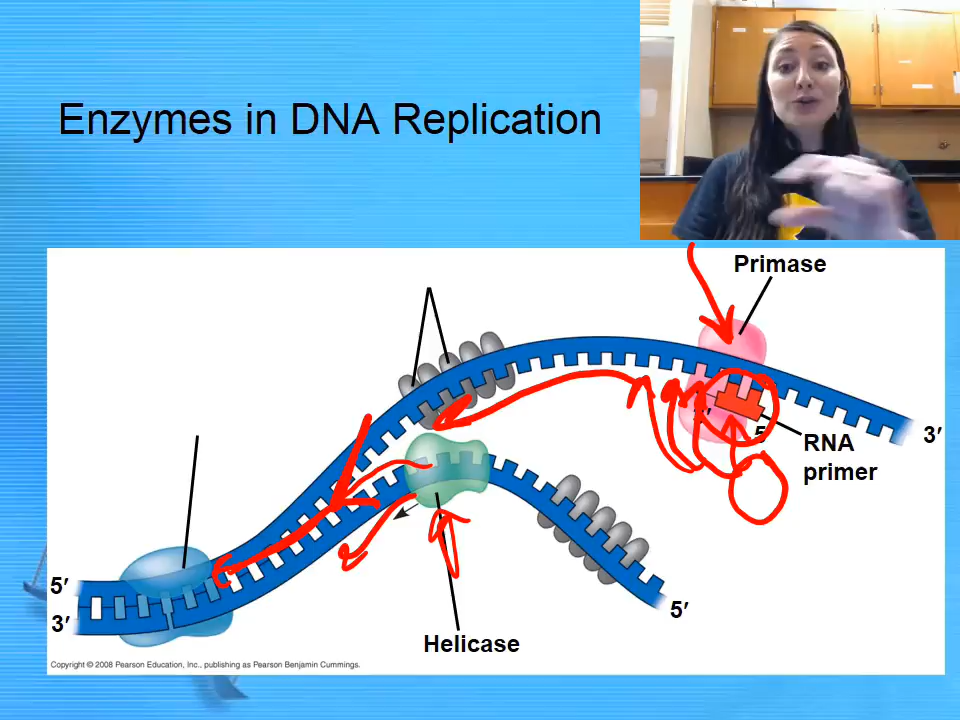 Enzymes in DNA Replication
Primase
3′
5′
3′
RNA
primer
5′
3′
5′
Helicase
Copyright © 2008 Pearson Education, Inc., publishing as Pearson Benjamin Cummings.